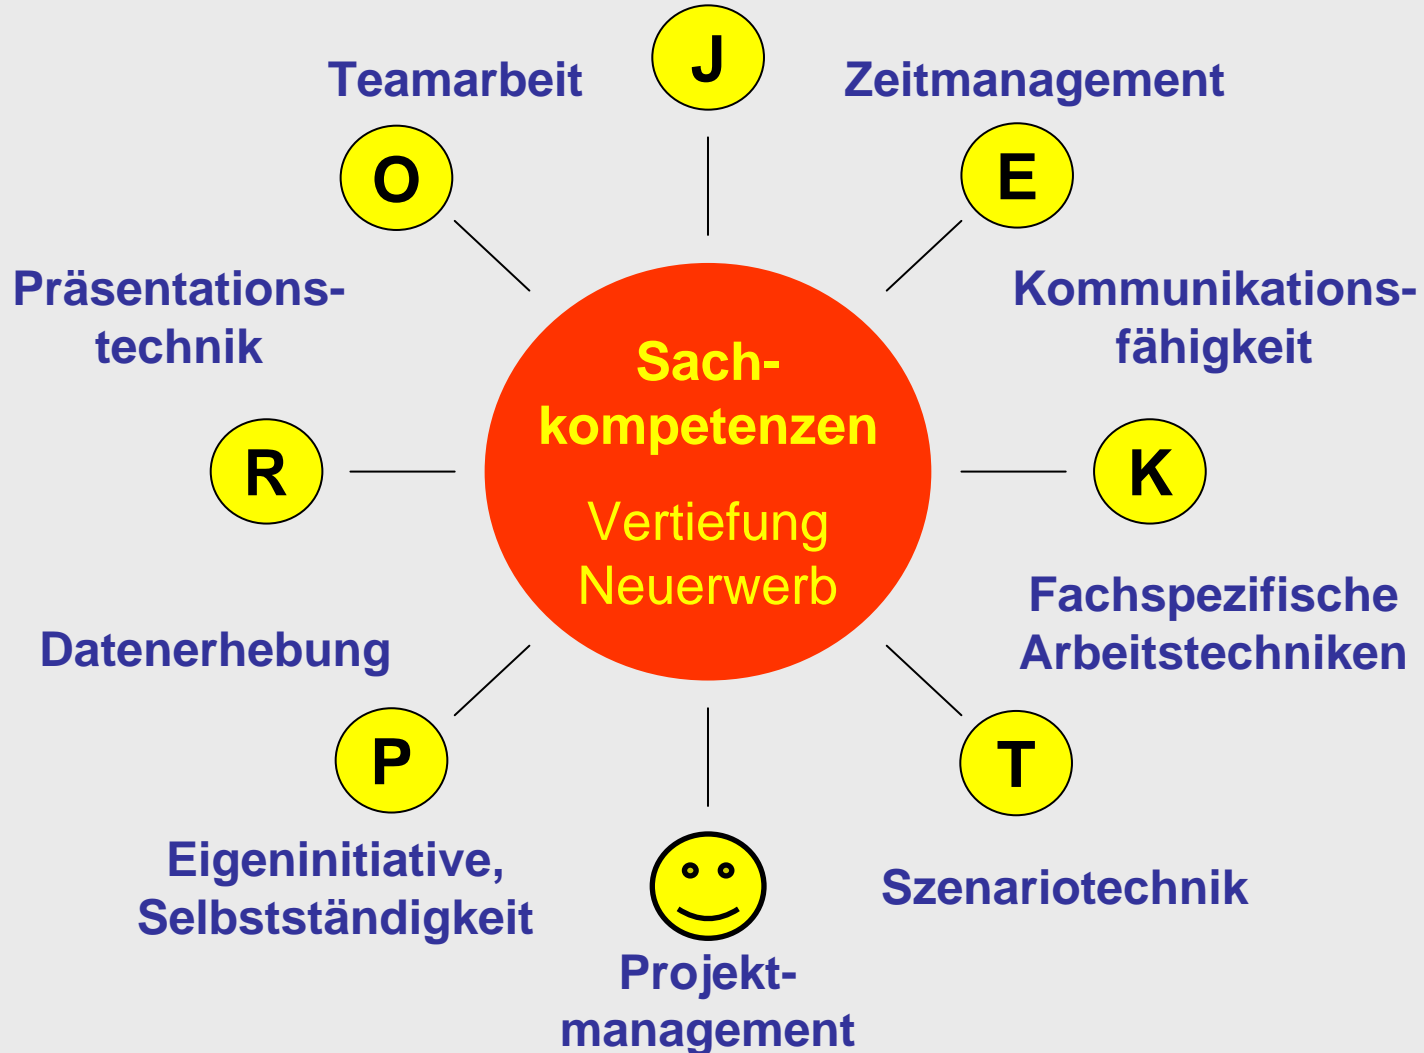 J
Teamarbeit
Zeitmanagement
O
E
Präsentations-
technik
Kommunikations-
fähigkeit
Sach-
kompetenzen
Vertiefung
Neuerwerb
R
K
Fachspezifische
Arbeitstechniken
Datenerhebung
P
T
Eigeninitiative,
Selbstständigkeit
Szenariotechnik
Projekt-
management